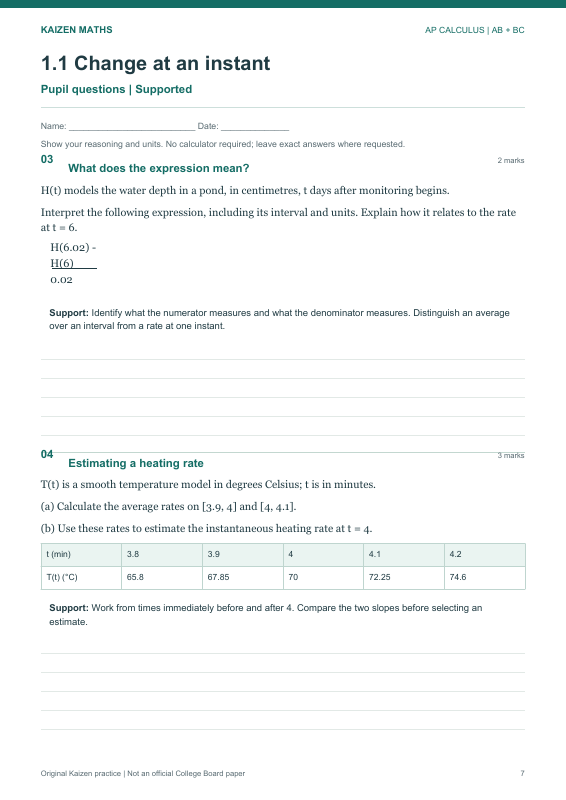 KAIZEN MATHS
AP CALCULUS | AB + BC
1.1 Change at an instant
Pupil questions | Supported
Name: ___________________________ Date: _______________
Show your reasoning and units. No calculator required; leave exact answers where requested.
03
2 marks
What does the expression mean?
H(t) models the water depth in a pond, in centimetres, t days after monitoring begins.
Interpret the following expression, including its interval and units. Explain how it relates to the rate
at t = 6.
H(6.02) -
H(6)
0.02
Support: Identify what the numerator measures and what the denominator measures. Distinguish an average
over an interval from a rate at one instant.
04
3 marks
Estimating a heating rate
T(t) is a smooth temperature model in degrees Celsius; t is in minutes.
(a) Calculate the average rates on [3.9, 4] and [4, 4.1].
(b) Use these rates to estimate the instantaneous heating rate at t = 4.
t (min) 3.8 3.9 4 4.1 4.2
T(t) (°C) 65.8 67.85 70 72.25 74.6
Support: Work from times immediately before and after 4. Compare the two slopes before selecting an
estimate.
Original Kaizen practice | Not an official College Board paper
7